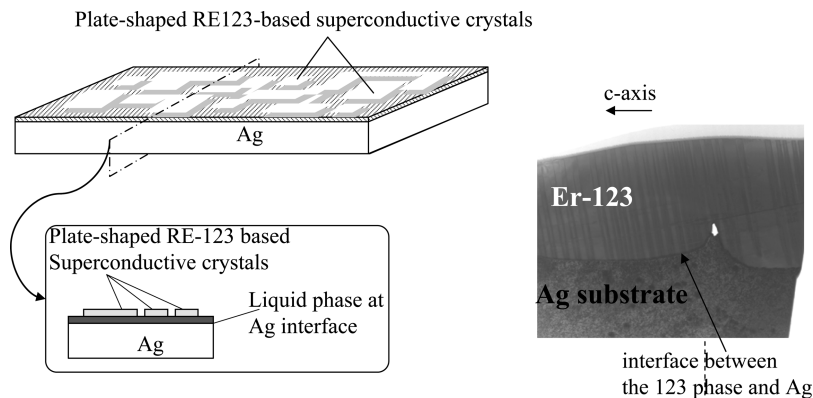 Plate-shaped RE123-based superconductive crystals
Ag
Plate-shaped RE-123 based
Superconductive crystals
Liquid phase at
Ag interface
Ag
c-axis
Er-123
Ag substrate
interface between
the 123 phase and Ag